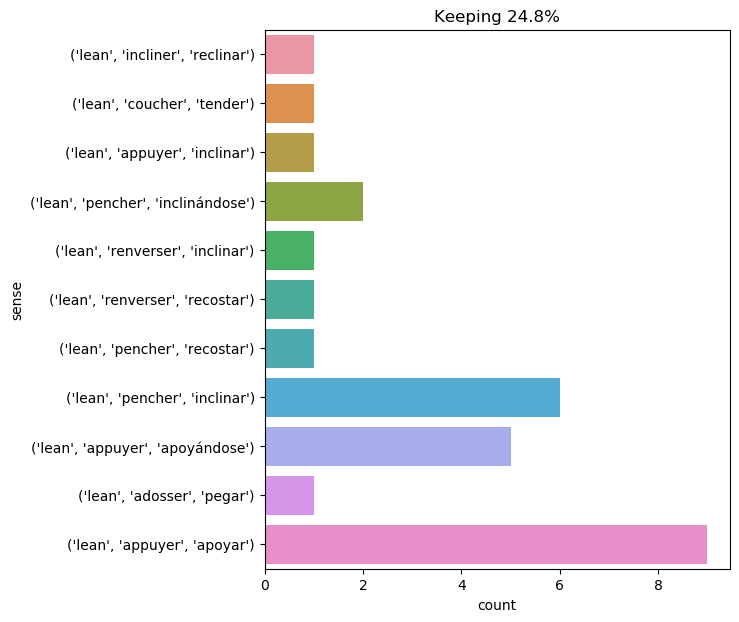 Keeping 24.8%
('lean', 'incliner', 'reclinar')
('lean', 'coucher', 'tender')
('lean', 'appuyer', 'inclinar')
('lean', 'pencher', 'inclinándose')
('lean', 'renverser', 'inclinar')
('lean', 'renverser', 'recostar')
('lean', 'pencher', 'recostar')
('lean', 'pencher', 'inclinar')
('lean', 'appuyer', 'apoyándose')
('lean', 'adosser', 'pegar')
('lean', 'appuyer', 'apoyar')
sense
0 2 4 6 8
count